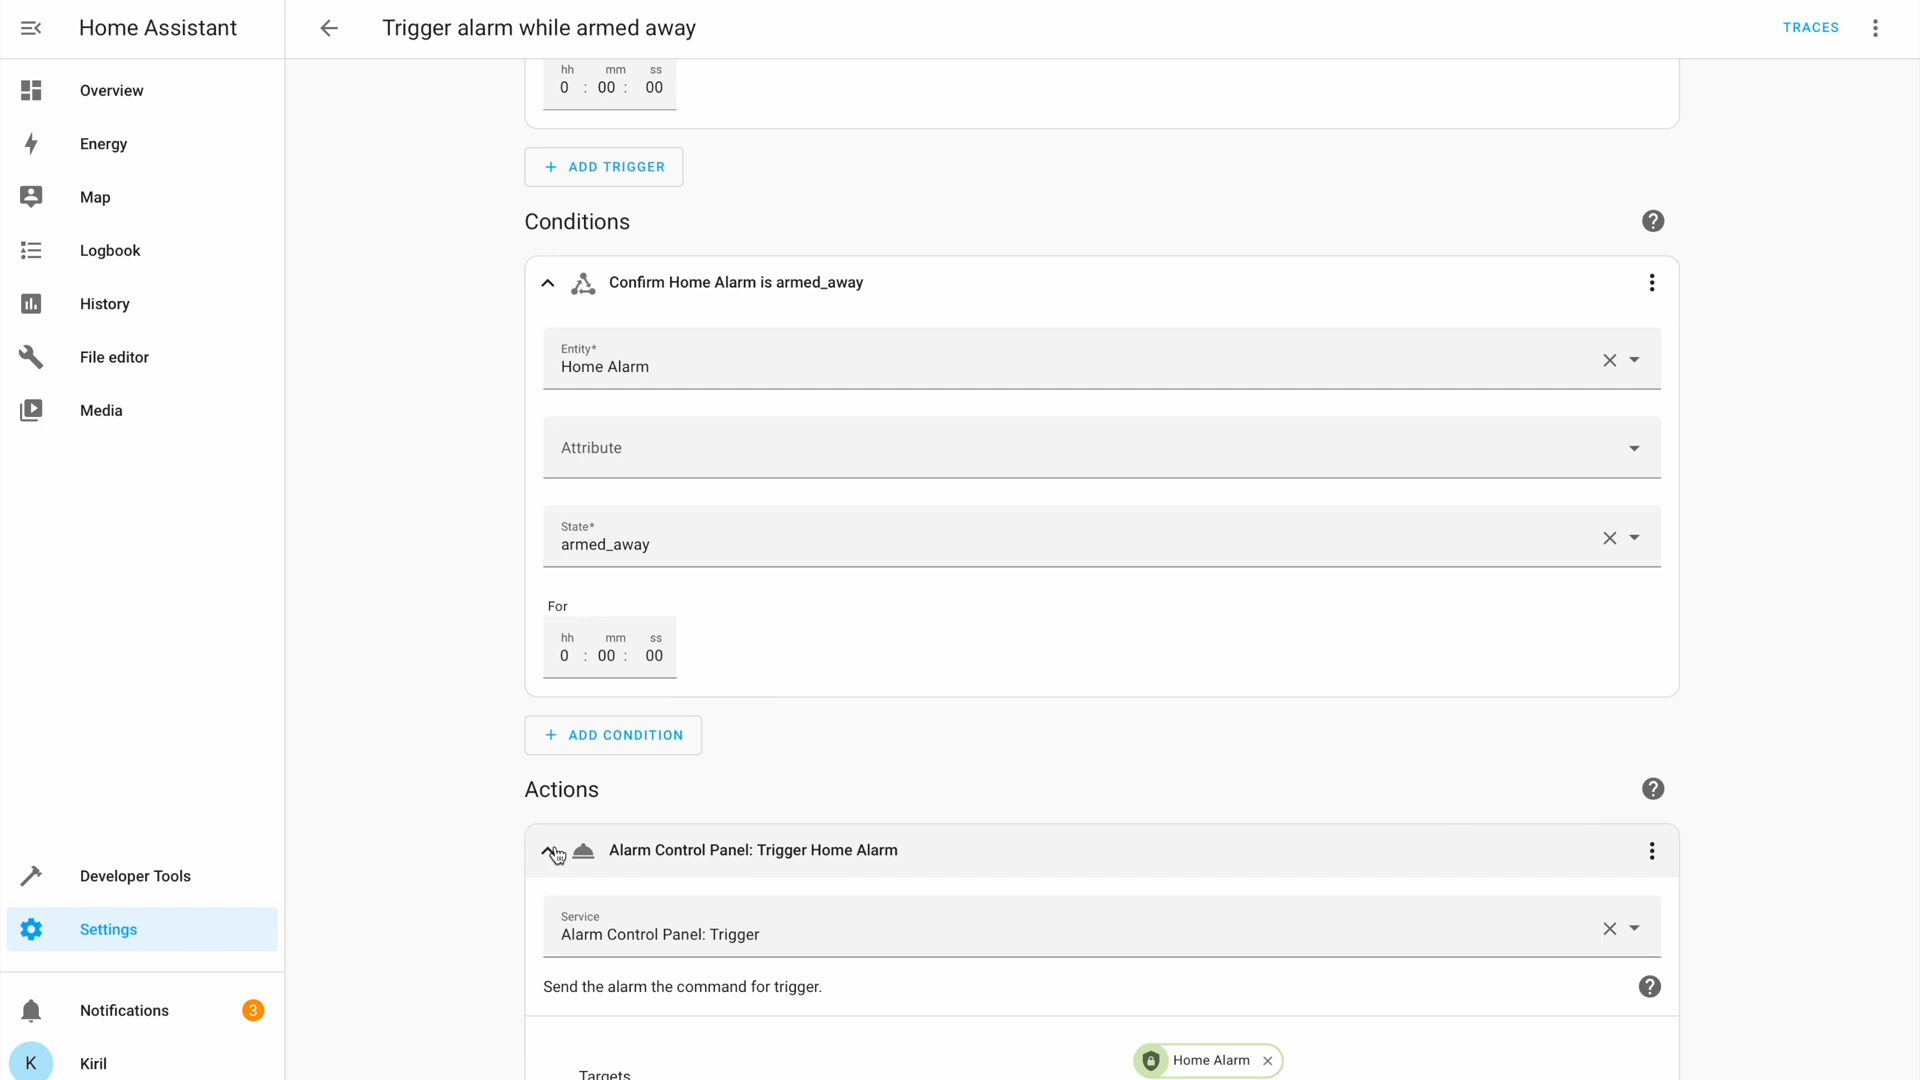 Home Assistant
Trigger alarm while armed away
TRACES
Overview
Energy
Map
Logbook
History
File editor
Media
Developer Tools
Settings
Notifications 3
K Kiril
hh mm ss
0 : 00 : 00
+ ADD TRIGGER
Conditions
?
Confirm Home Alarm is armed_away
Entity*
Home Alarm
Attribute
State*
armed_away
For
hh mm ss
0 : 00 : 00
+ ADD CONDITION
Actions
?
Alarm Control Panel: Trigger Home Alarm
Service
Alarm Control Panel: Trigger
Send the alarm the command for trigger.
?
Home Alarm
Targets